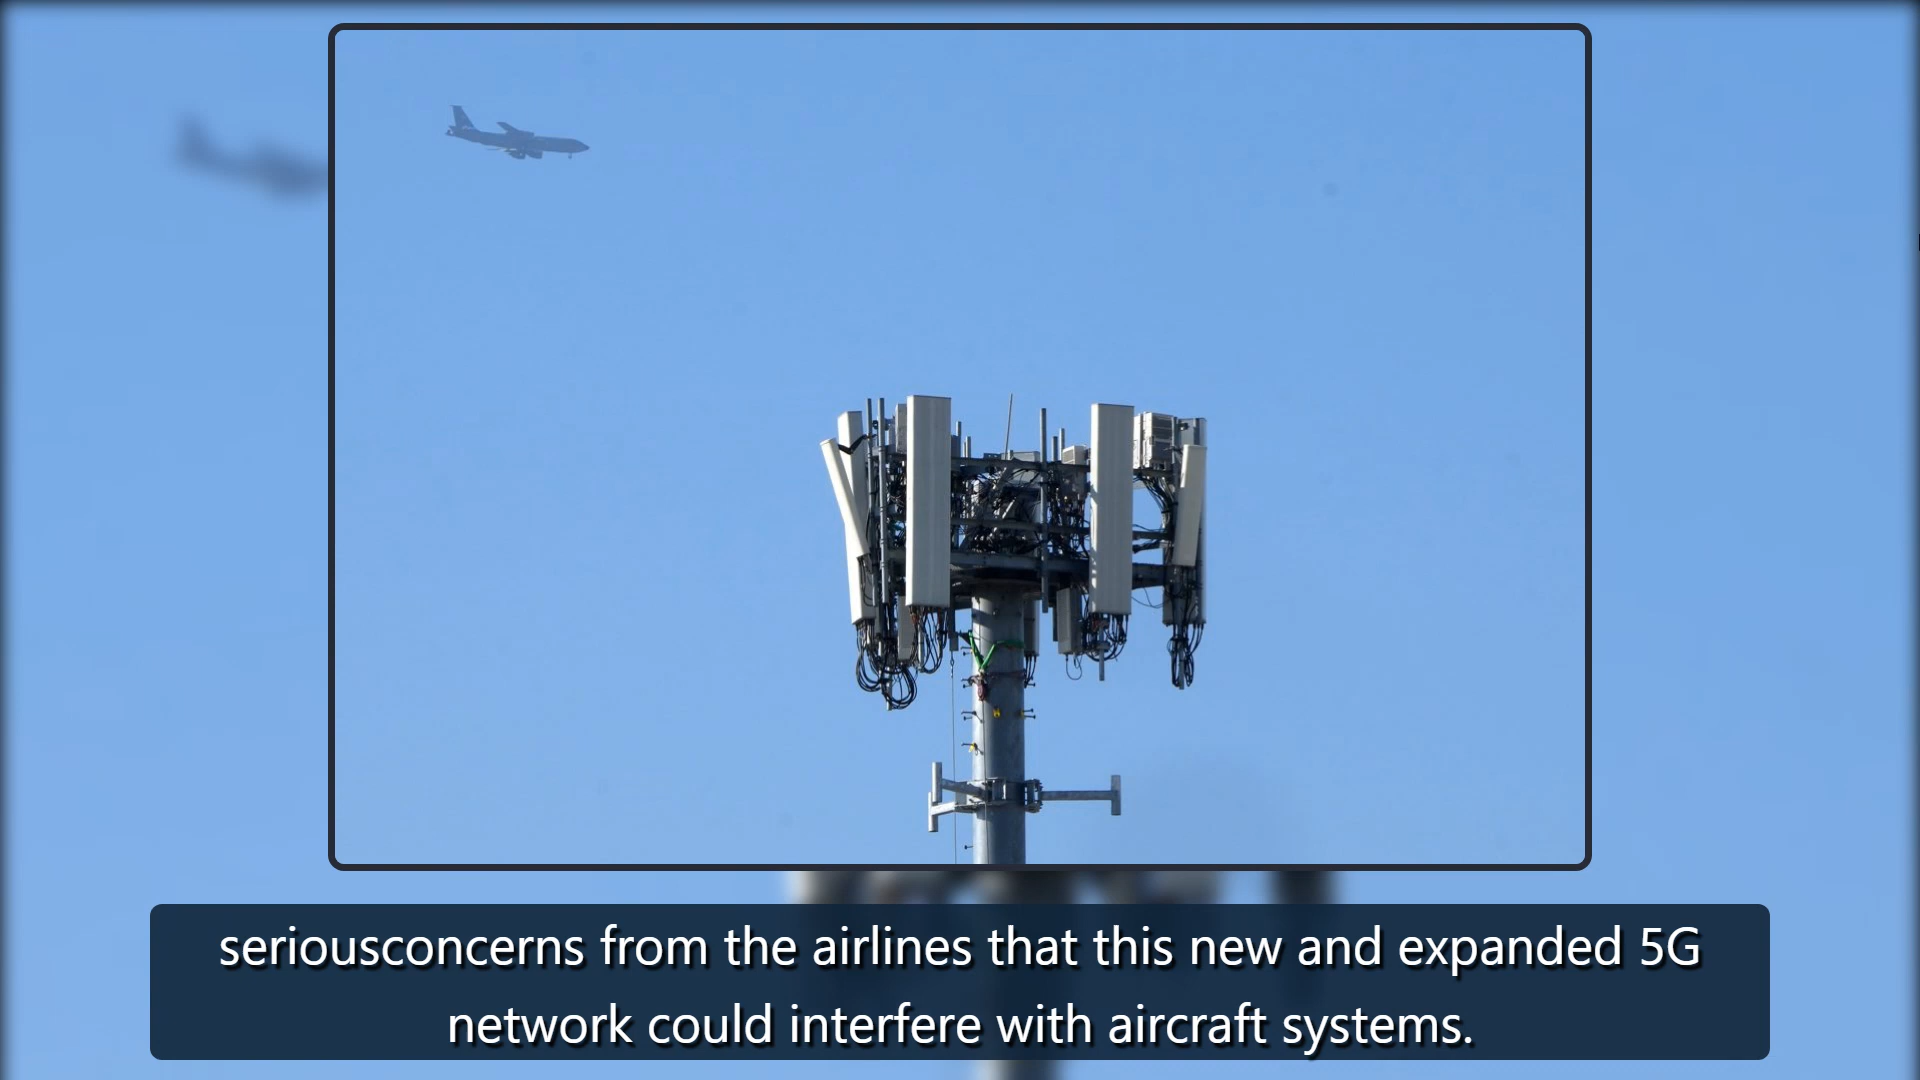 seriousconcerns from the airlines that this new and expanded 5G
network could interfere with aircraft systems.